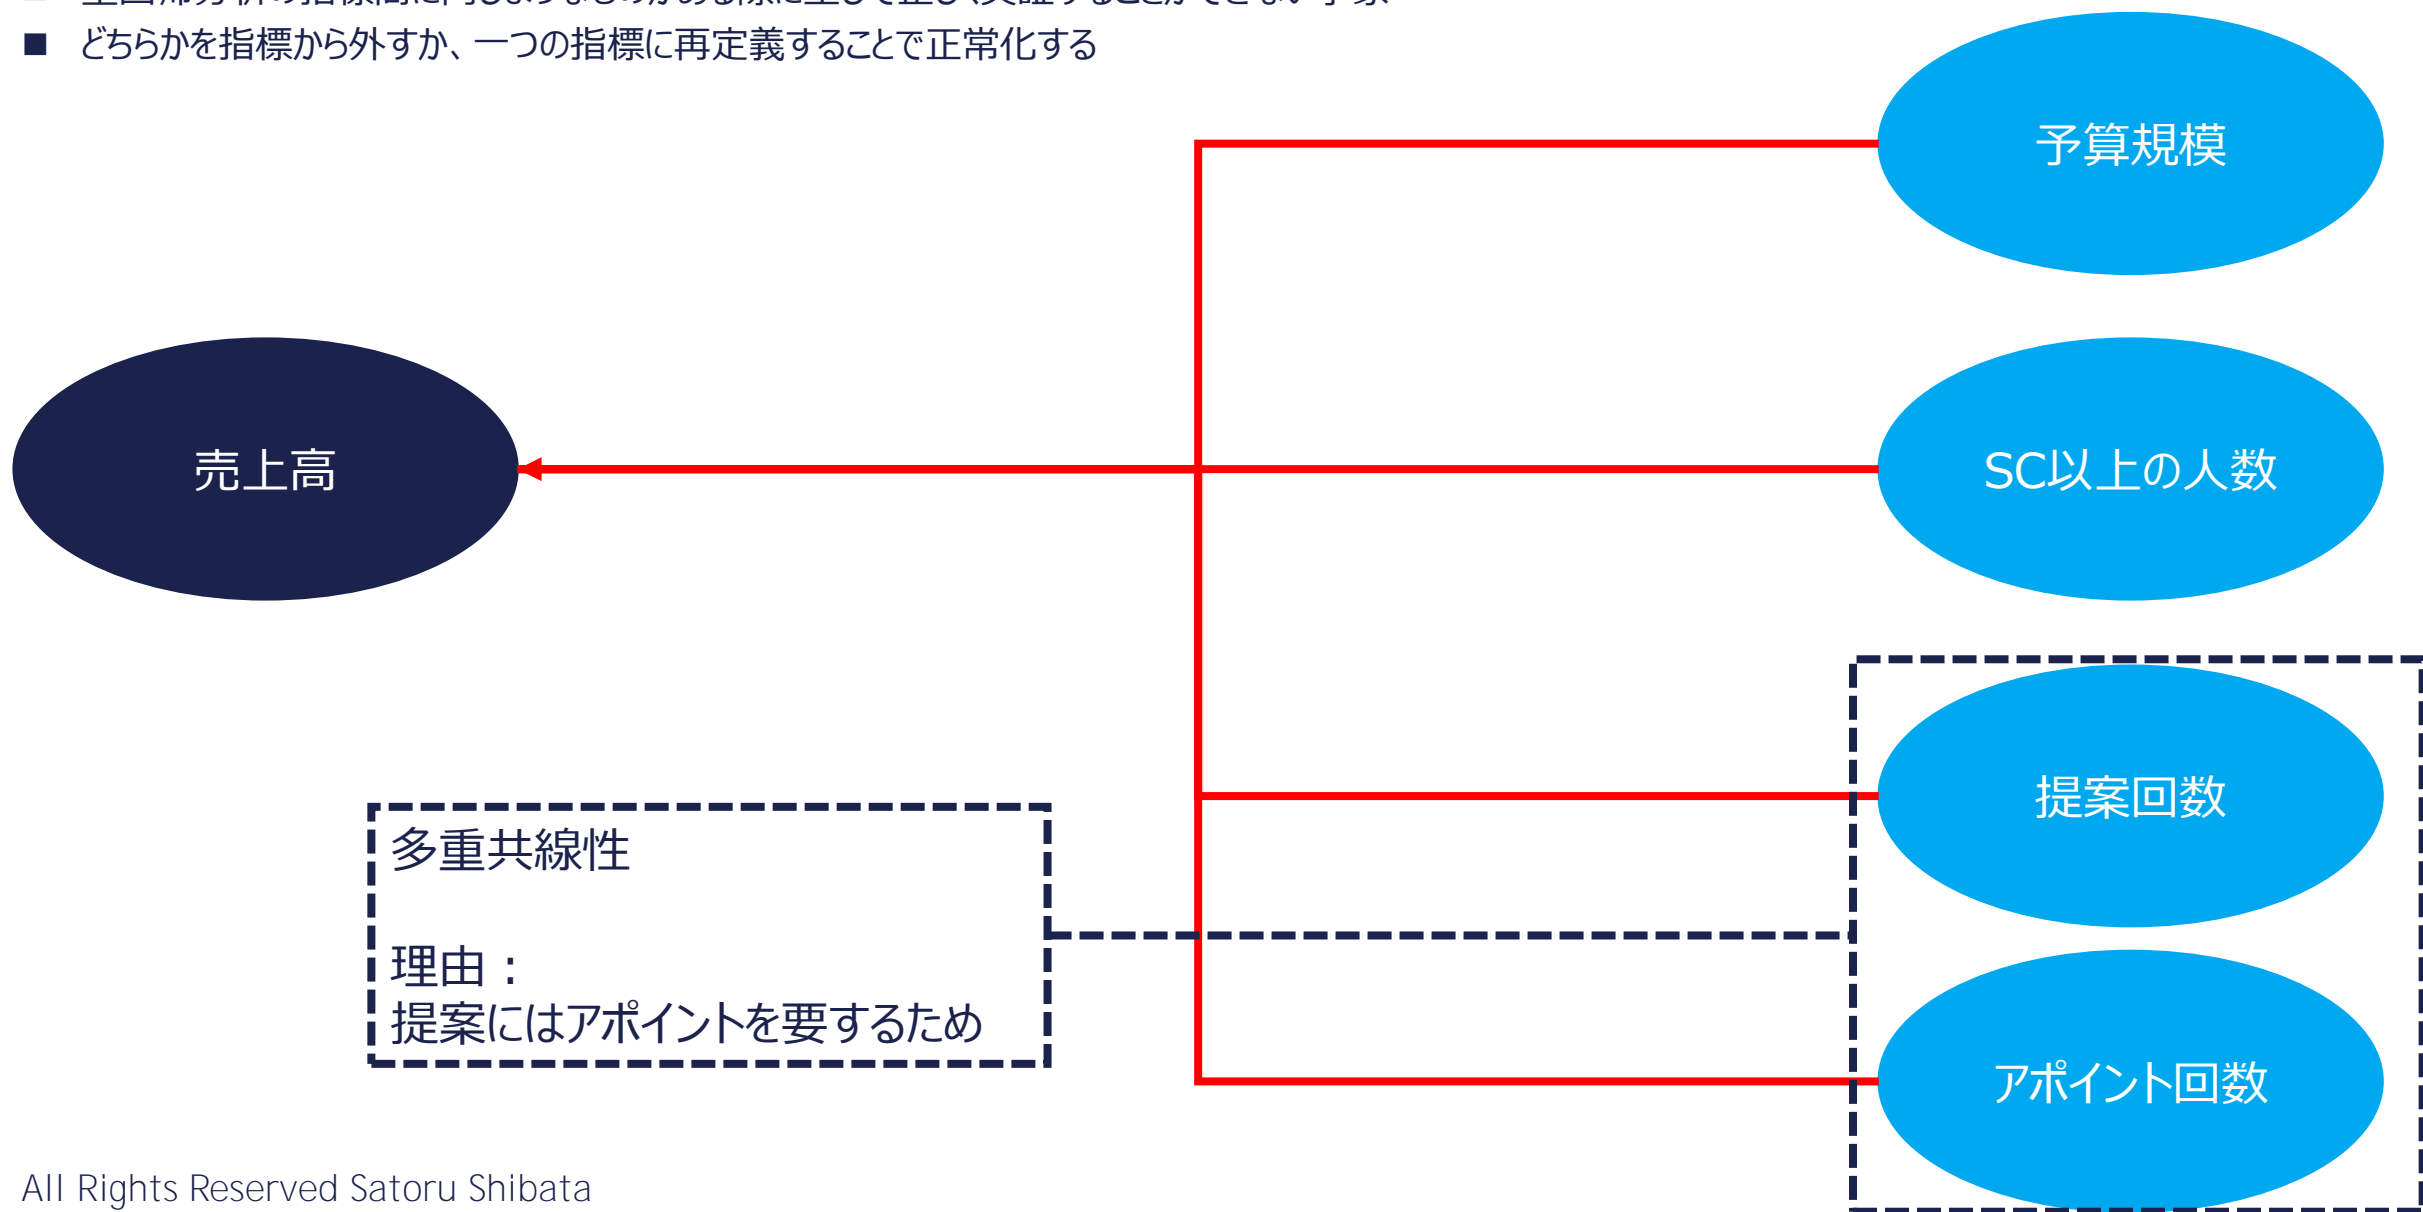 どちらかを指標から外すか、一つの指標に再定義することで正常化する
予算規模
売上高
SC以上の人数
提案回数
多重共線性
理由：
提案にはアポイントを要するため
アポイント回数
All Rights Reserved Satoru Shibata